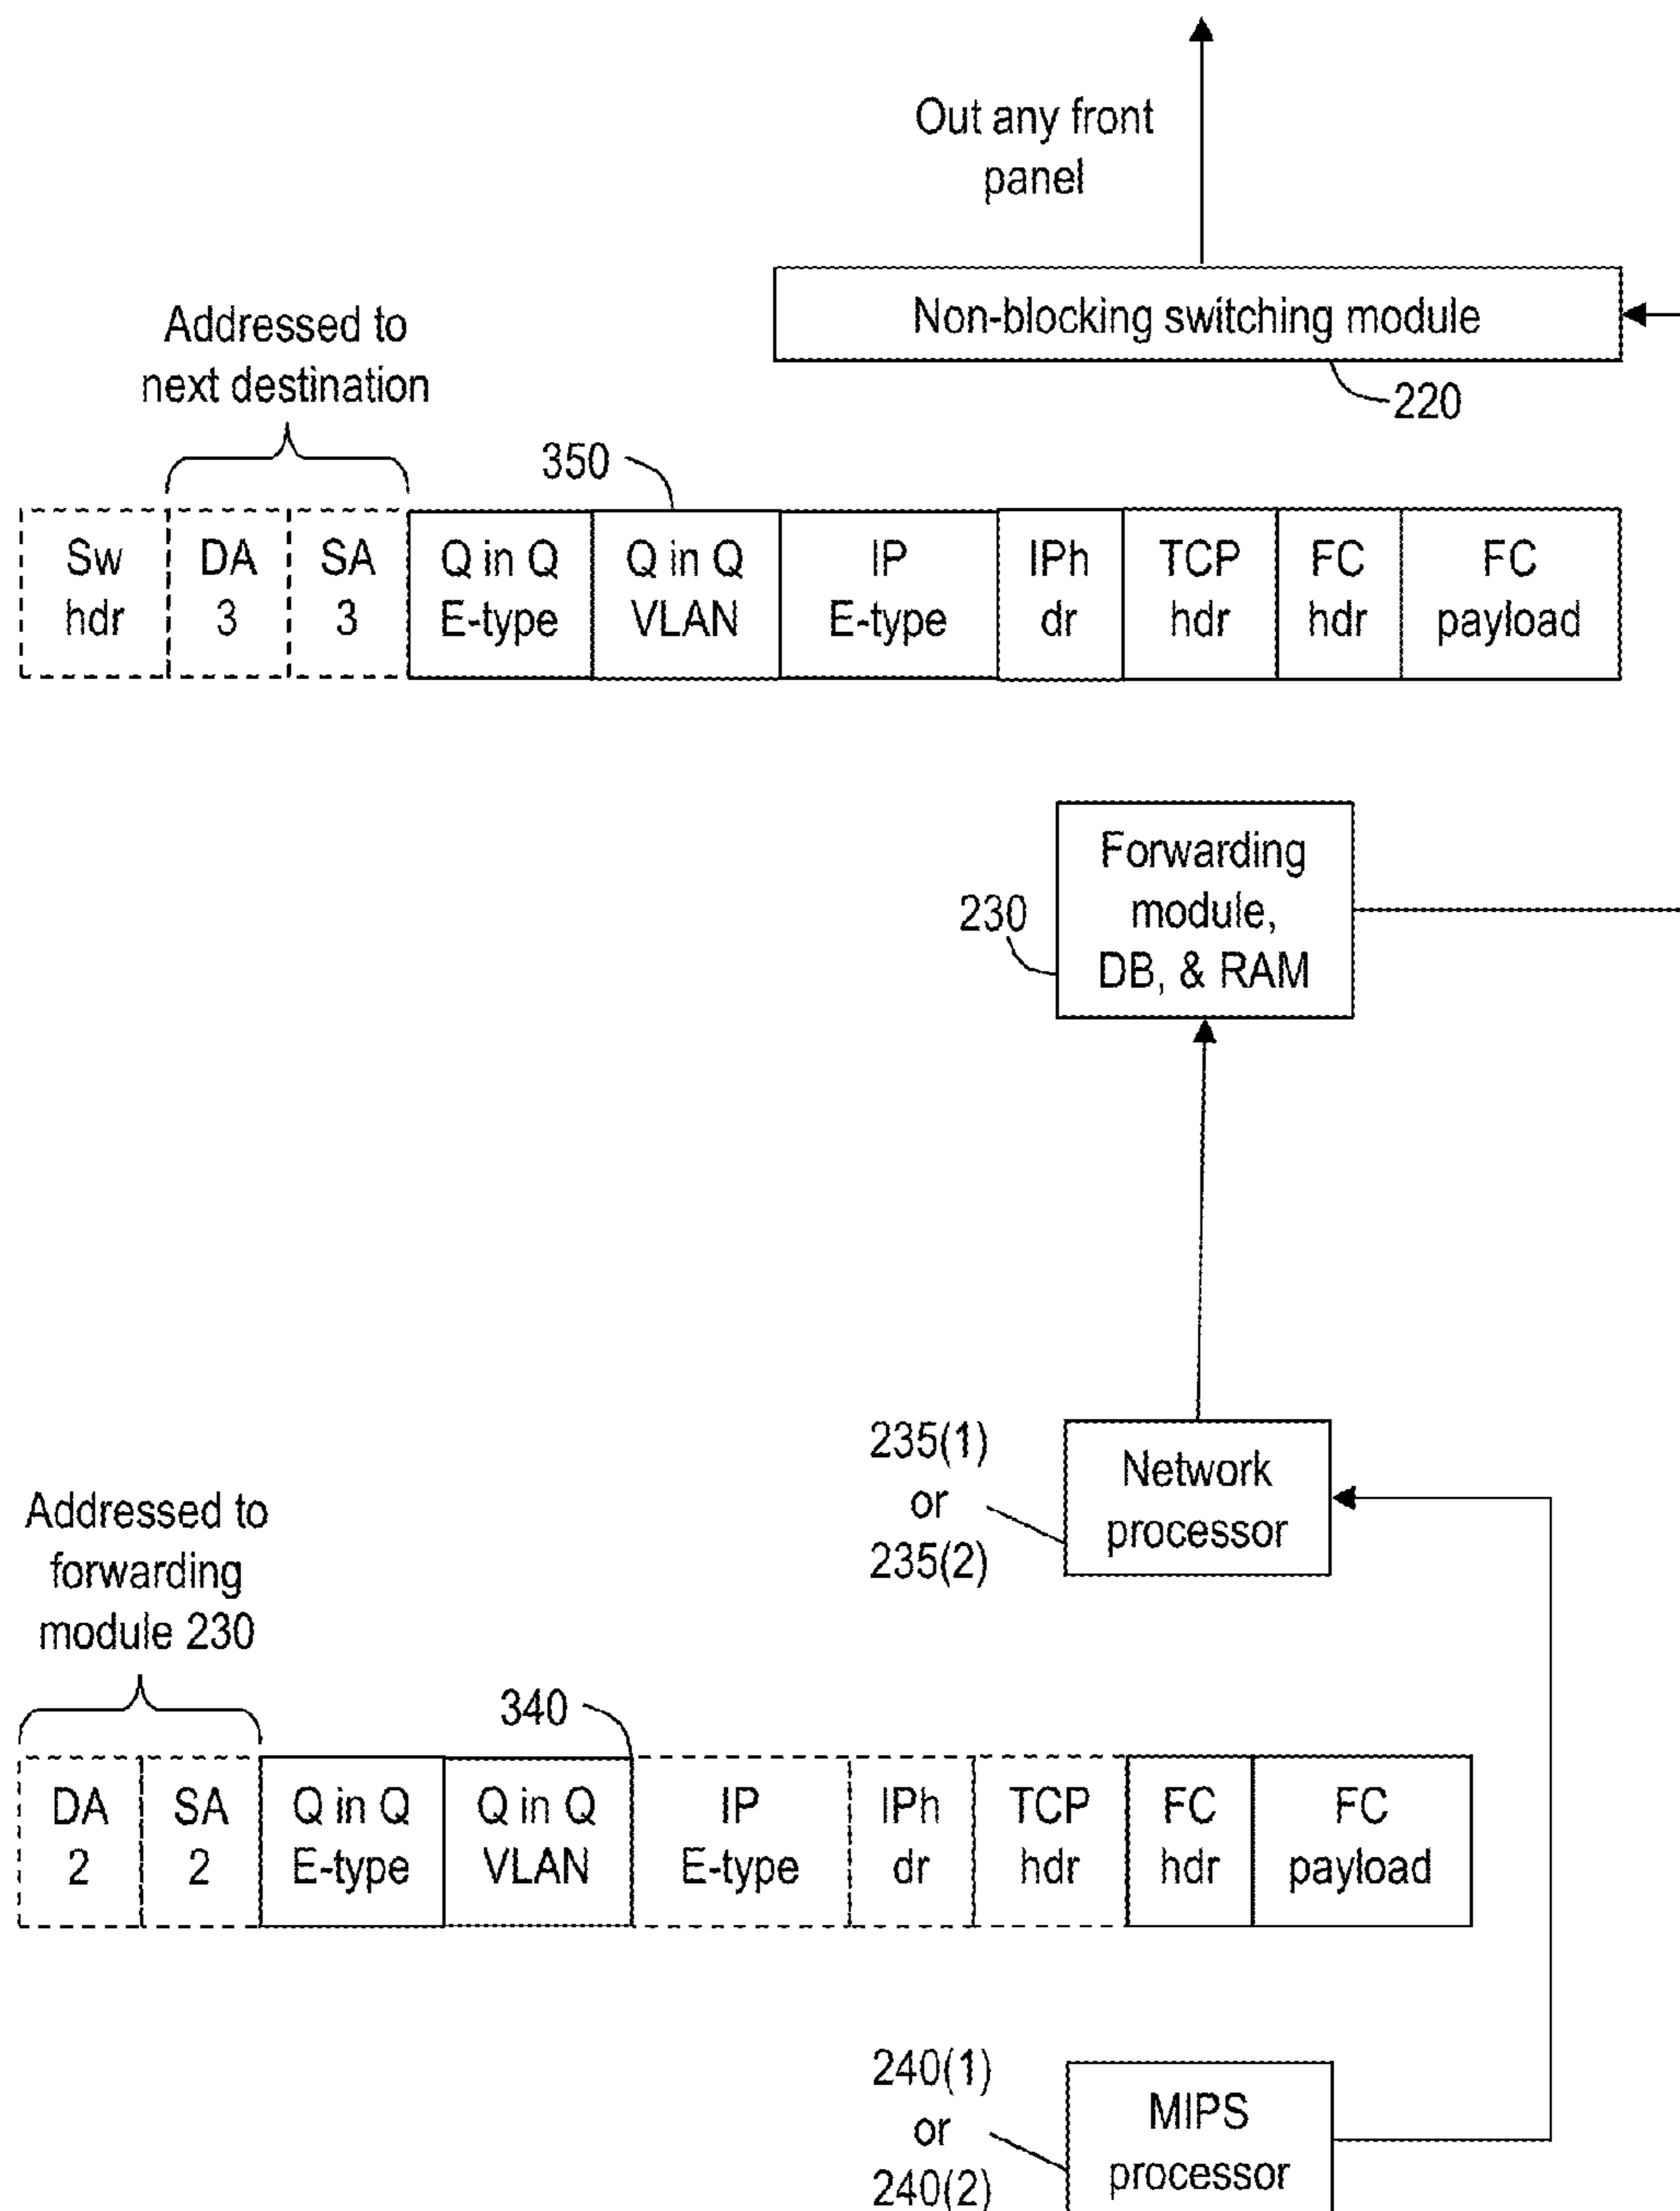 Out any front
panel
Non-blocking switching module
220
Addressed to
next destination
350
Sw hdr DA 3 SA 3 Q in Q E-type Q in Q VLAN IP E-type IPh dr TCP hdr FC hdr FC payload
Forwarding
module,
DB, & RAM
230
235(1)
or
235(2)
Network
processor
Addressed to
forwarding
module 230
340
DA 2 SA 2 Q in Q E-type Q in Q VLAN IP E-type IPh dr TCP hdr FC hdr FC payload
240(1)
or
240(2)
MIPS
processor